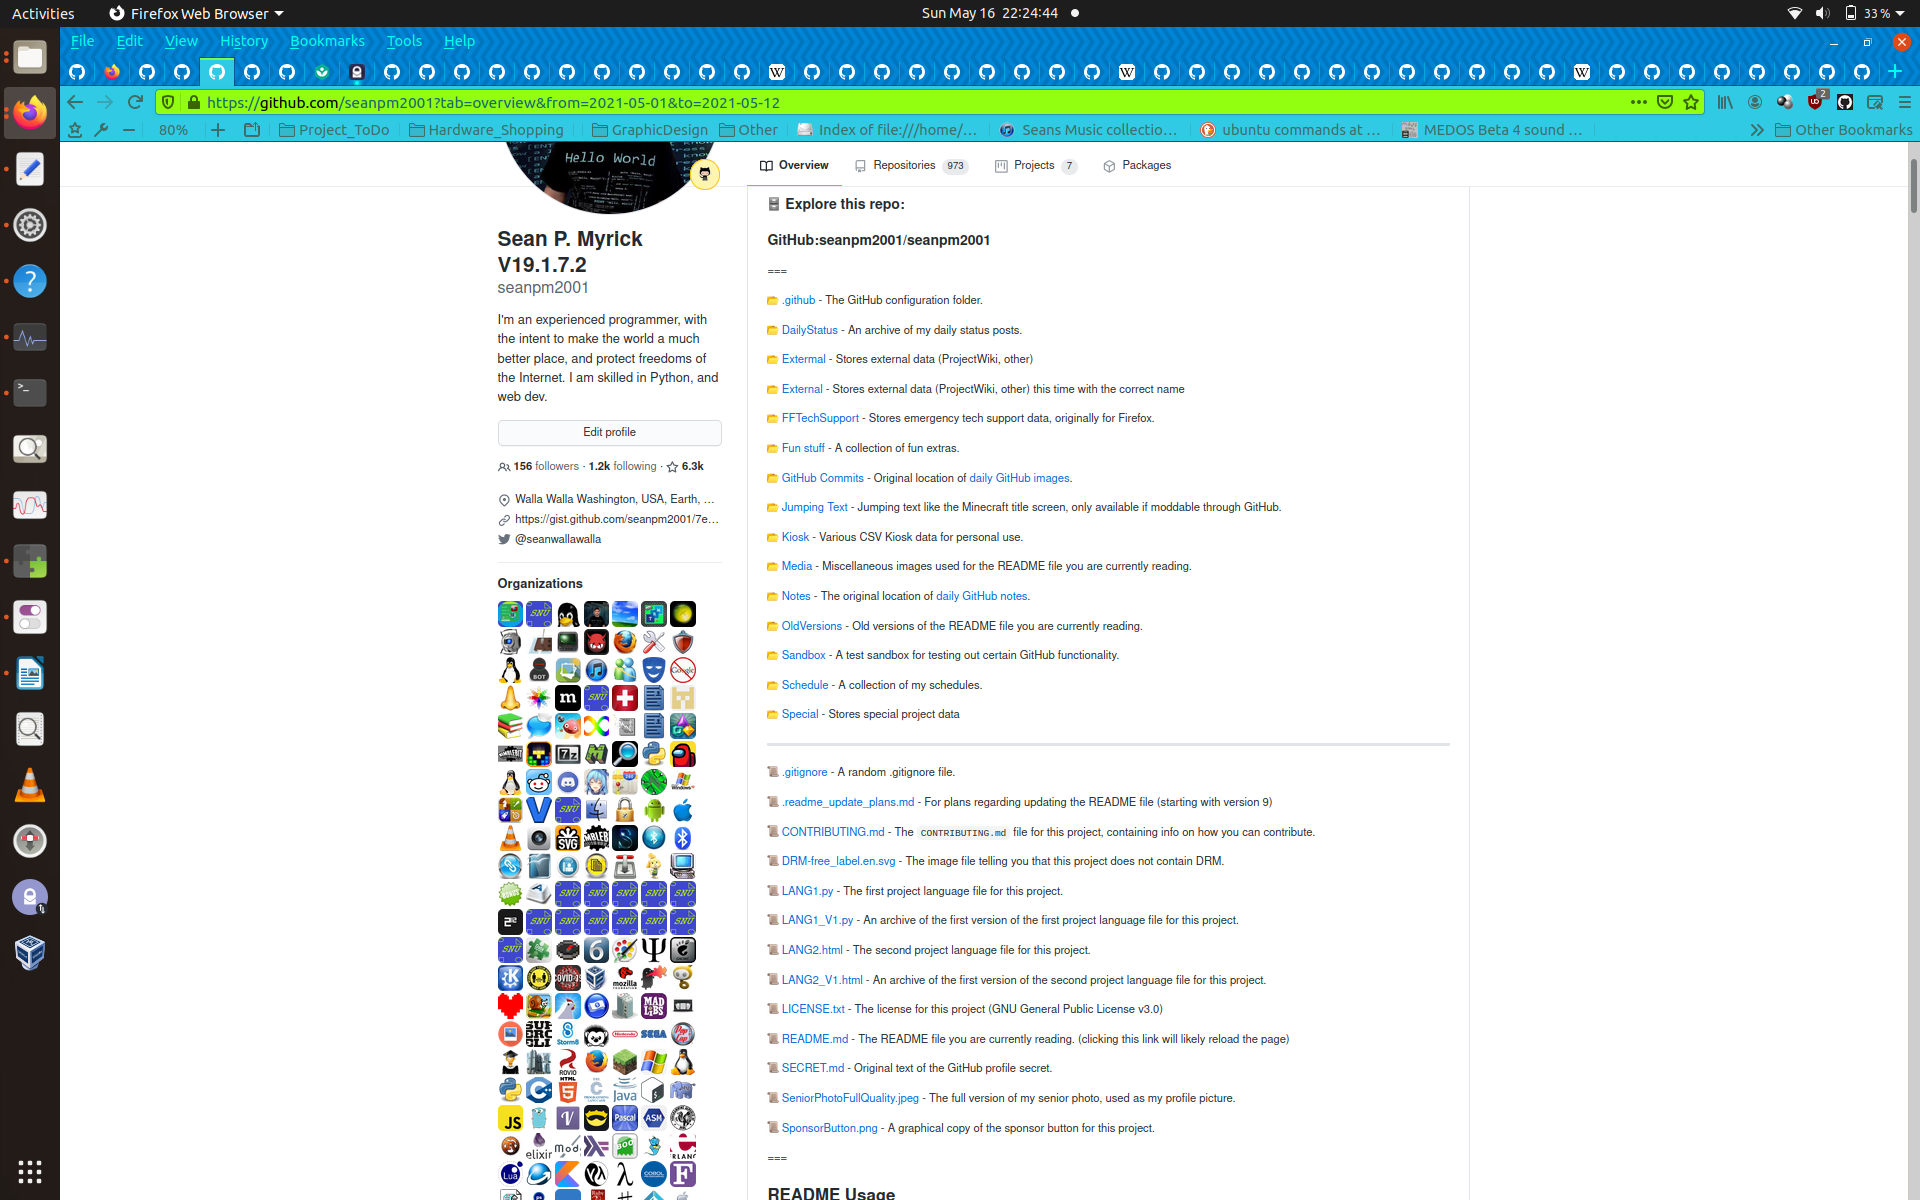 Activities
Firefox Web Browser
Sun May 16 22:24:44
33 %
File Edit View History Bookmarks Tools Help
https://github.com/seanpm2001?tab=overview&from=2021-05-01&to=2021-05-12
2
80%
Project_ToDo
Hardware_Shopping
GraphicDesign
Other
Index of file:///home/…
Seans Music collectio…
ubuntu commands at …
MEDOS Beta 4 sound …
Other Bookmarks
Hello World
Overview
Repositories 973
Projects 7
Packages
Sean P. Myrick
V19.1.7.2
seanpm2001
I'm an experienced programmer, with
the intent to make the world a much
better place, and protect freedoms of
the Internet. I am skilled in Python, and
web dev.
Edit profile
156 followers · 1.2k following · 6.3k
Walla Walla Washington, USA, Earth, …
https://gist.github.com/seanpm2001/7e…
@seanwallawalla
Organizations
Explore this repo:
GitHub:seanpm2001/seanpm2001
===
.github - The GitHub configuration folder.
DailyStatus - An archive of my daily status posts.
Extermal - Stores external data (ProjectWiki, other)
External - Stores external data (ProjectWiki, other) this time with the correct name
FFTechSupport - Stores emergency tech support data, originally for Firefox.
Fun stuff - A collection of fun extras.
GitHub Commits - Original location of daily GitHub images.
Jumping Text - Jumping text like the Minecraft title screen, only available if moddable through GitHub.
Kiosk - Various CSV Kiosk data for personal use.
Media - Miscellaneous images used for the README file you are currently reading.
Notes - The original location of daily GitHub notes.
OldVersions - Old versions of the README file you are currently reading.
Sandbox - A test sandbox for testing out certain GitHub functionality.
Schedule - A collection of my schedules.
Special - Stores special project data
.gitignore - A random .gitignore file.
.readme_update_plans.md - For plans regarding updating the README file (starting with version 9)
CONTRIBUTING.md - The CONTRIBUTING.md file for this project, containing info on how you can contribute.
DRM-free_label.en.svg - The image file telling you that this project does not contain DRM.
LANG1.py - The first project language file for this project.
LANG1_V1.py - An archive of the first version of the first project language file for this project.
LANG2.html - The second project language file for this project.
LANG2_V1.html - An archive of the first version of the second project language file for this project.
LICENSE.txt - The license for this project (GNU General Public License v3.0)
README.md - The README file you are currently reading. (clicking this link will likely reload the page)
SECRET.md - Original text of the GitHub profile secret.
SeniorPhotoFullQuality.jpeg - The full version of my senior photo, used as my profile picture.
SponsorButton.png - A graphical copy of the sponsor button for this project.
===
README Usage